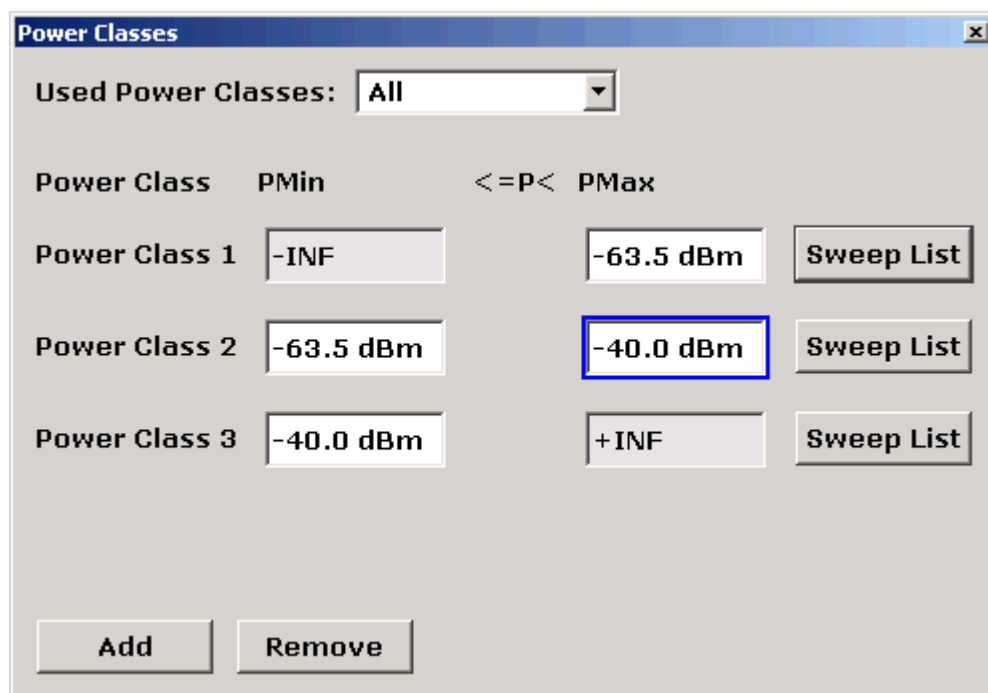 Power Classes
Used Power Classes: All
Power Class PMin <=P< PMax
Power Class 1 -INF -63.5 dBm Sweep List
Power Class 2 -63.5 dBm -40.0 dBm Sweep List
Power Class 3 -40.0 dBm +INF Sweep List
Add Remove